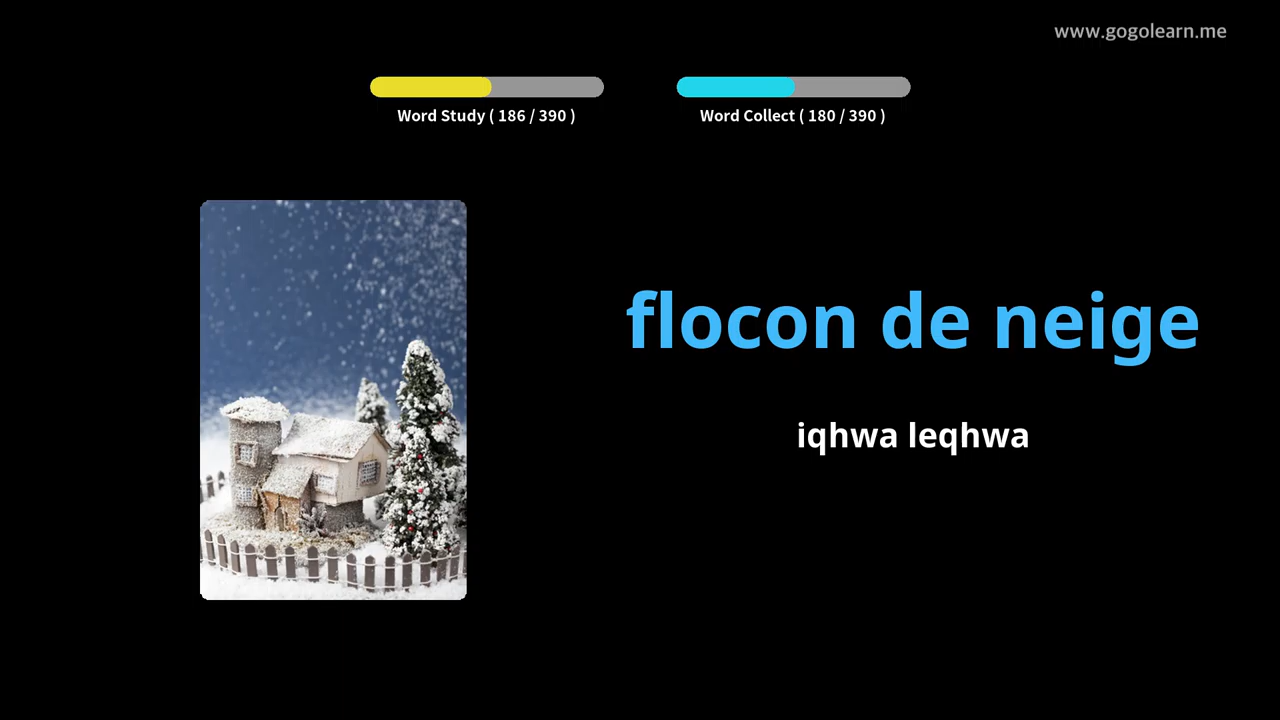 www.gogolearn.me
Word Study ( 186 / 390 )
Word Collect ( 180 / 390 )
flocon de neige
iqhwa leqhwa